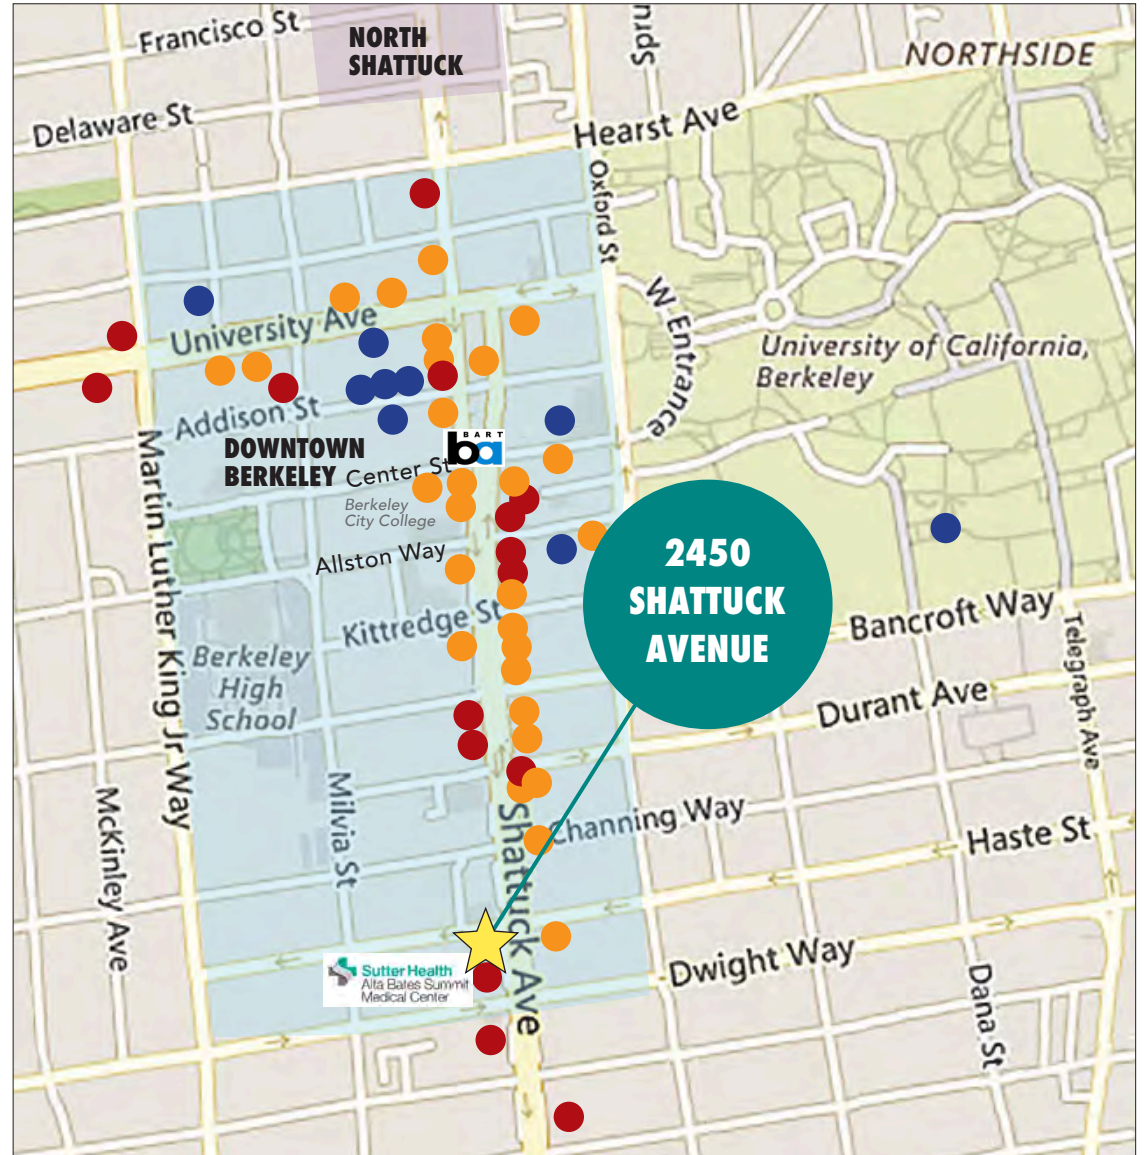 Francisco St
NORTH
SHATTUCK
Spru
NORTHSIDE
Delaware St
Hearst Ave
Oxford St
W Entrance
University Ave
University of California,
Berkeley
Addison St
DOWNTOWN
BERKELEY
BART
ba
Center St
Berkeley
City College
Martin Luther King Jr Way
Allston Way
2450
SHATTUCK
AVENUE
Kittredge St
Bancroft Way
Telegraph Ave
Berkeley
High
School
Durant Ave
McKinley Ave
Milvia St
Shattuck Ave
Channing Way
Haste St
Sutter Health
Alta Bates Summit
Medical Center
Dwight Way
Dana St